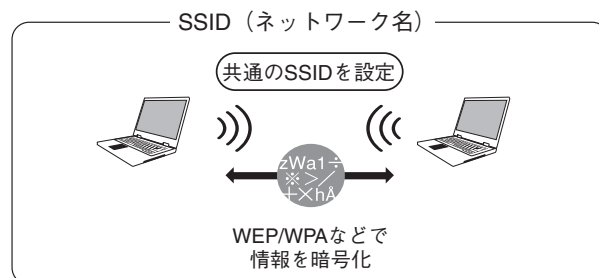 SSID（ネットワーク名）
共通のSSIDを設定
zWa1÷
※＞／
＋×hÅ
WEP/WPAなどで
情報を暗号化